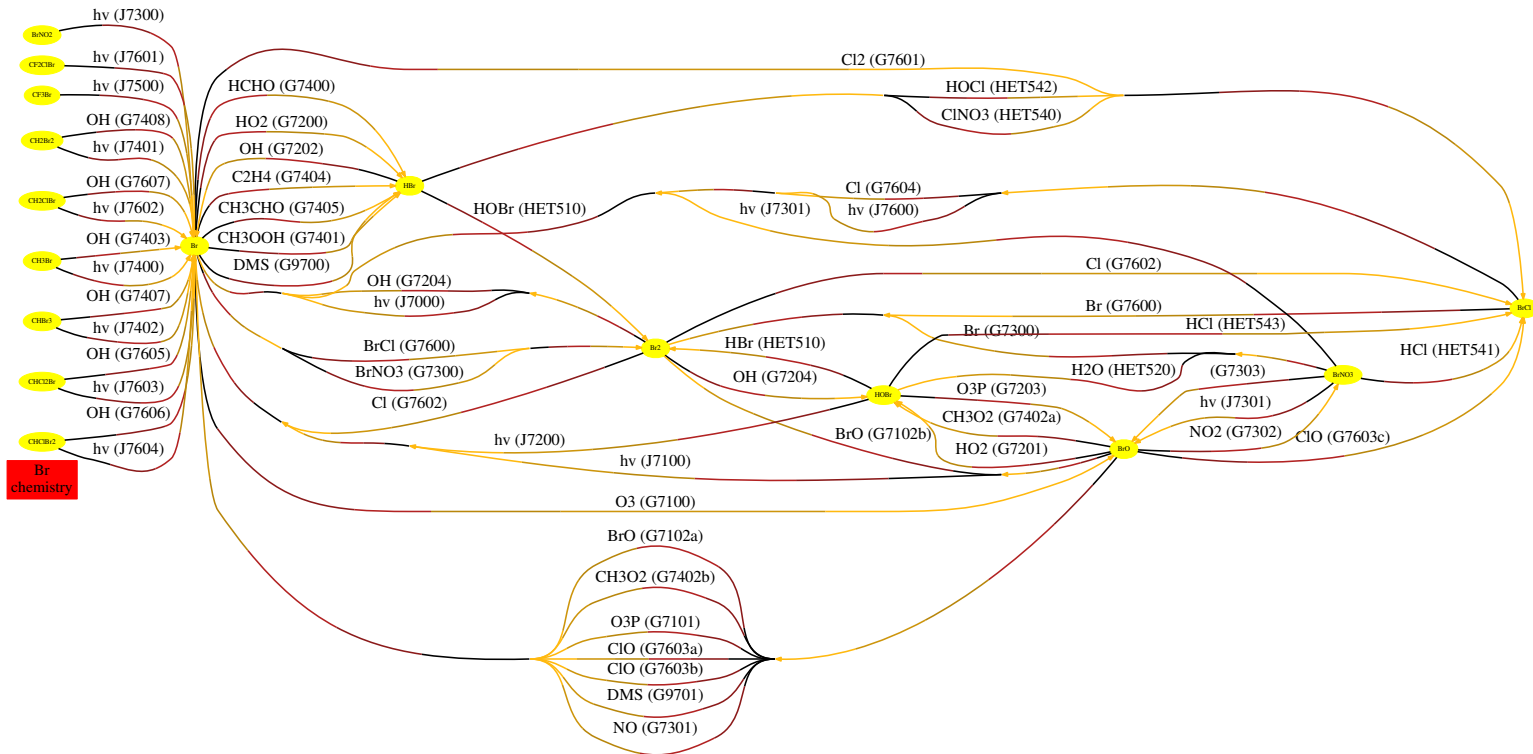 BrNO2
hv (J7300)
CF2ClBr
hv (J7601)
CF3Br
hv (J7500)
CH2Br2
OH (G7408)
hv (J7401)
CH2ClBr
OH (G7607)
hv (J7602)
CH3Br
OH (G7403)
hv (J7400)
CHBr3
OH (G7407)
hv (J7402)
CHCl2Br
OH (G7605)
hv (J7603)
CHClBr2
OH (G7606)
hv (J7604)
Br
chemistry
Br
HCHO (G7400)
HO2 (G7200)
OH (G7202)
C2H4 (G7404)
CH3CHO (G7405)
CH3OOH (G7401)
DMS (G9700)
HBr
HOBr (HET510)
OH (G7204)
hv (J7000)
BrCl (G7600)
BrNO3 (G7300)
Cl (G7602)
Br2
Cl2 (G7601)
HOCl (HET542)
ClNO3 (HET540)
Cl (G7604)
hv (J7301)
hv (J7600)
Cl (G7602)
Br (G7600)
Br (G7300)
HCl (HET543)
BrCl
HBr (HET510)
HCl (HET541)
H2O (HET520)
(G7303)
BrNO3
OH (G7204)
HOBr
O3P (G7203)
hv (J7301)
CH3O2 (G7402a)
NO2 (G7302)
ClO (G7603c)
BrO (G7102b)
HO2 (G7201)
BrO
hv (J7200)
hv (J7100)
O3 (G7100)
BrO (G7102a)
CH3O2 (G7402b)
O3P (G7101)
ClO (G7603a)
ClO (G7603b)
DMS (G9701)
NO (G7301)